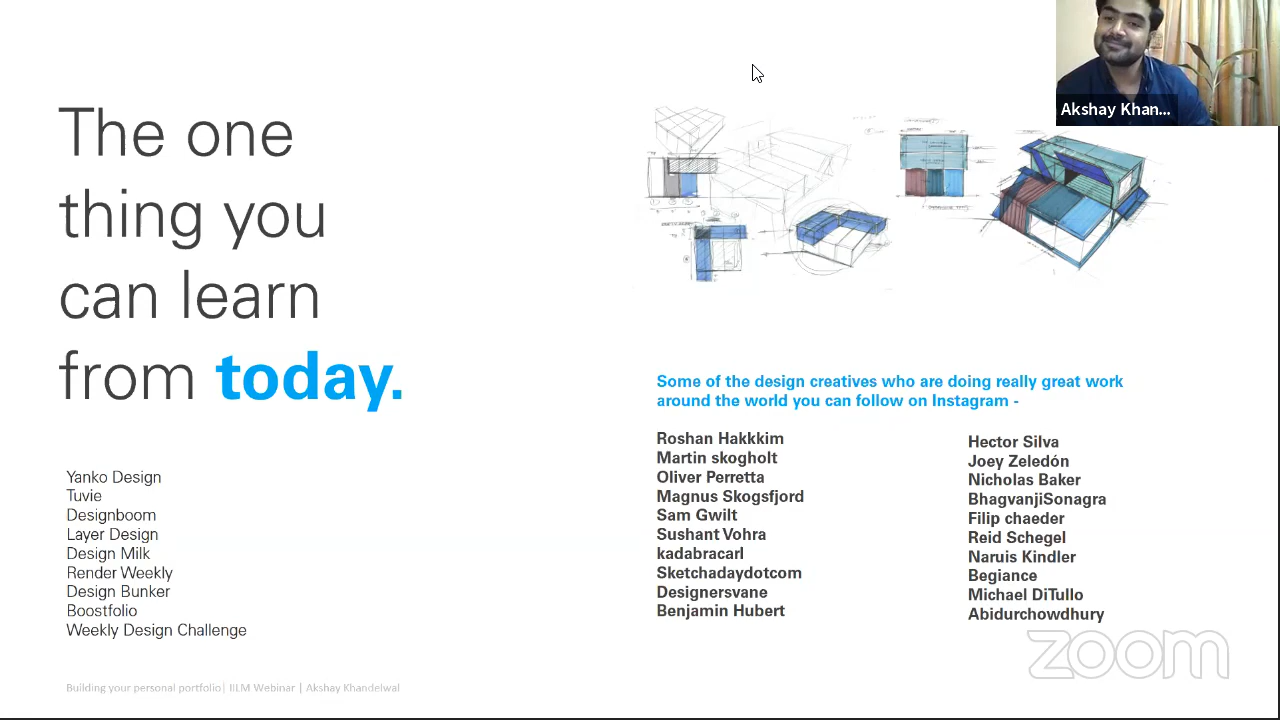 The one
thing you
can learn
from today.
Yanko Design
Tuvie
Designboom
Layer Design
Design Milk
Render Weekly
Design Bunker
Boostfolio
Weekly Design Challenge
Akshay Khan...
Some of the design creatives who are doing really great work
around the world you can follow on Instagram -
Roshan Hakkkim
Martin skogholt
Oliver Perretta
Magnus Skogsfjord
Sam Gwilt
Sushant Vohra
kadabracarl
Sketchadaydotcom
Designersvane
Benjamin Hubert
Hector Silva
Joey Zeledón
Nicholas Baker
BhagvanjiSonagra
Filip chaeder
Reid Schegel
Naruis Kindler
Begiance
Michael DiTullo
Abidurchowdhury
zoom
Building your personal portfolio| IILM Webinar | Akshay Khandelwal